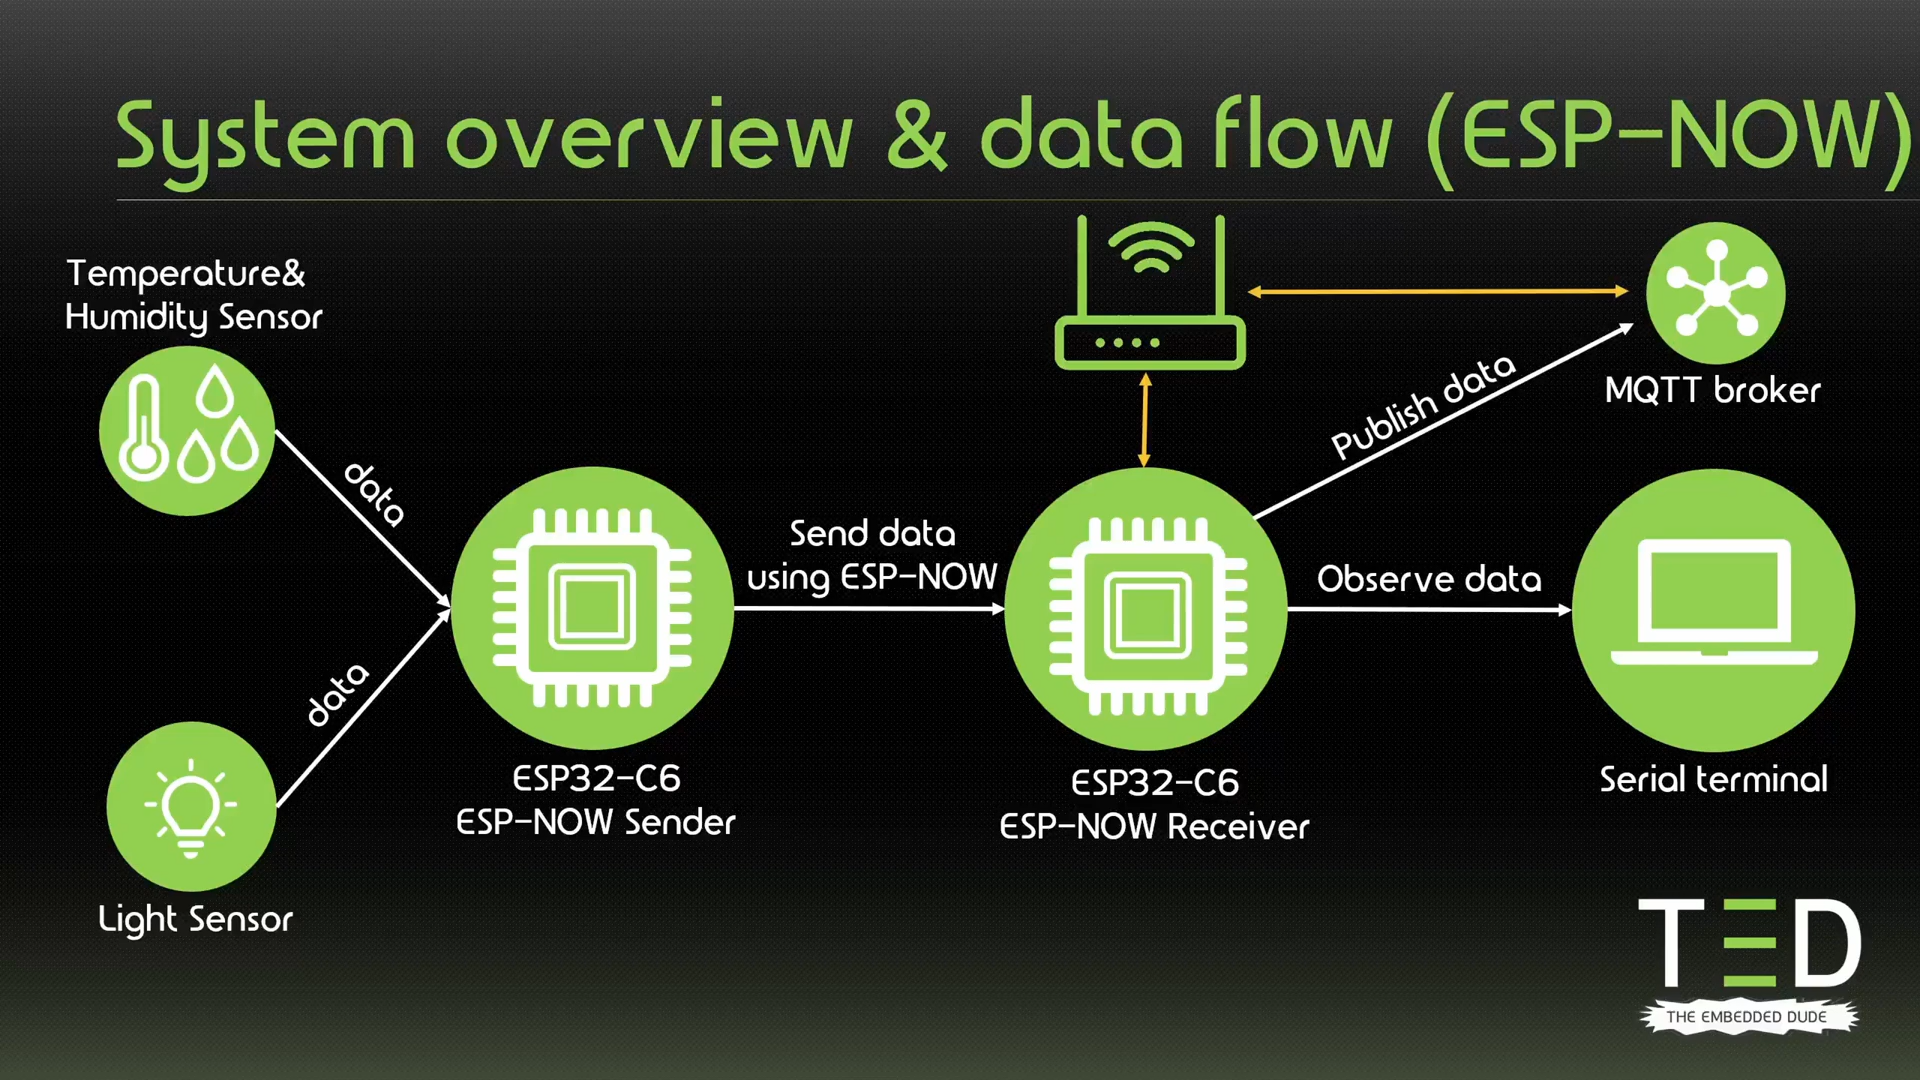 System overview & data flow (ESP-NOW)
Temperature&
Humidity Sensor
data
data
Light Sensor
ESP32-C6
ESP-NOW Sender
Send data
using ESP-NOW
ESP32-C6
ESP-NOW Receiver
Publish data
MQTT broker
Observe data
Serial terminal
TED
THE EMBEDDED DUDE